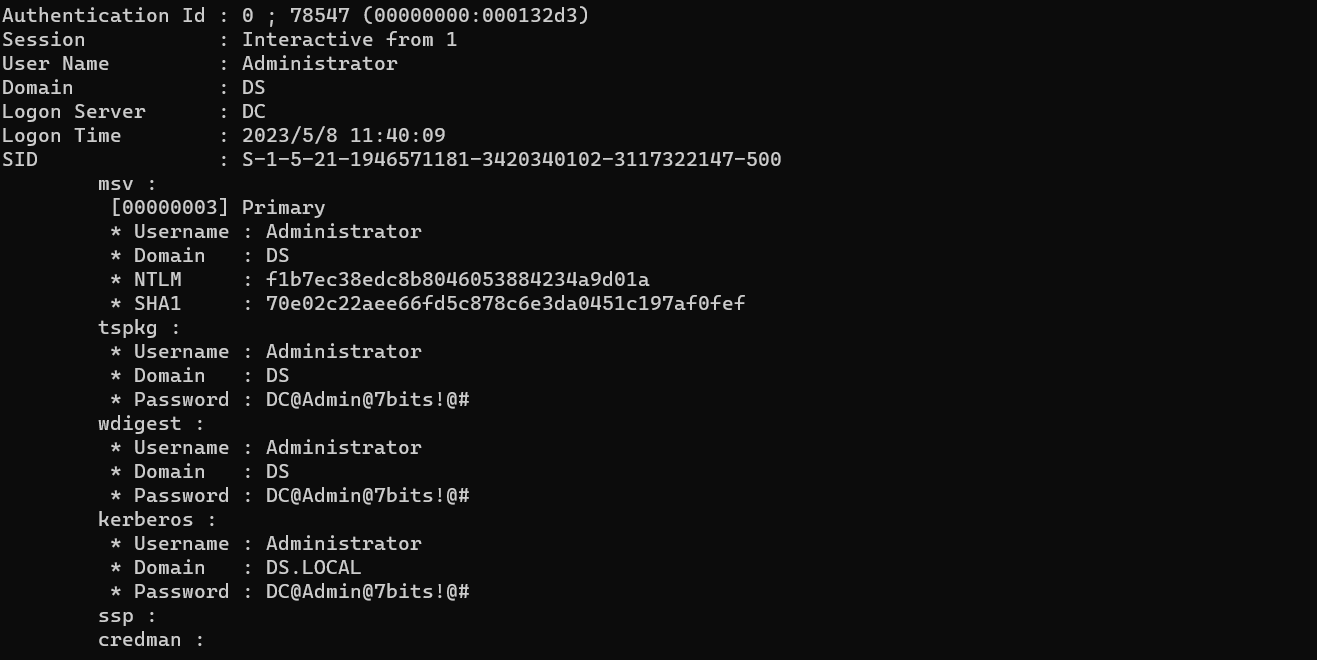 Authentication Id : 0 ; 78547 (00000000:000132d3)
Session           : Interactive from 1
User Name         : Administrator
Domain            : DS
Logon Server      : DC
Logon Time        : 2023/5/8 11:40:09
SID               : S-1-5-21-1946571181-3420340102-3117322147-500
        msv :
         [00000003] Primary
         * Username : Administrator
         * Domain   : DS
         * NTLM     : f1b7ec38edc8b8046053884234a9d01a
         * SHA1     : 70e02c22aee66fd5c878c6e3da0451c197af0fef
        tspkg :
         * Username : Administrator
         * Domain   : DS
         * Password : DC@Admin@7bits!@#
        wdigest :
         * Username : Administrator
         * Domain   : DS
         * Password : DC@Admin@7bits!@#
        kerberos :
         * Username : Administrator
         * Domain   : DS.LOCAL
         * Password : DC@Admin@7bits!@#
        ssp :
        credman :